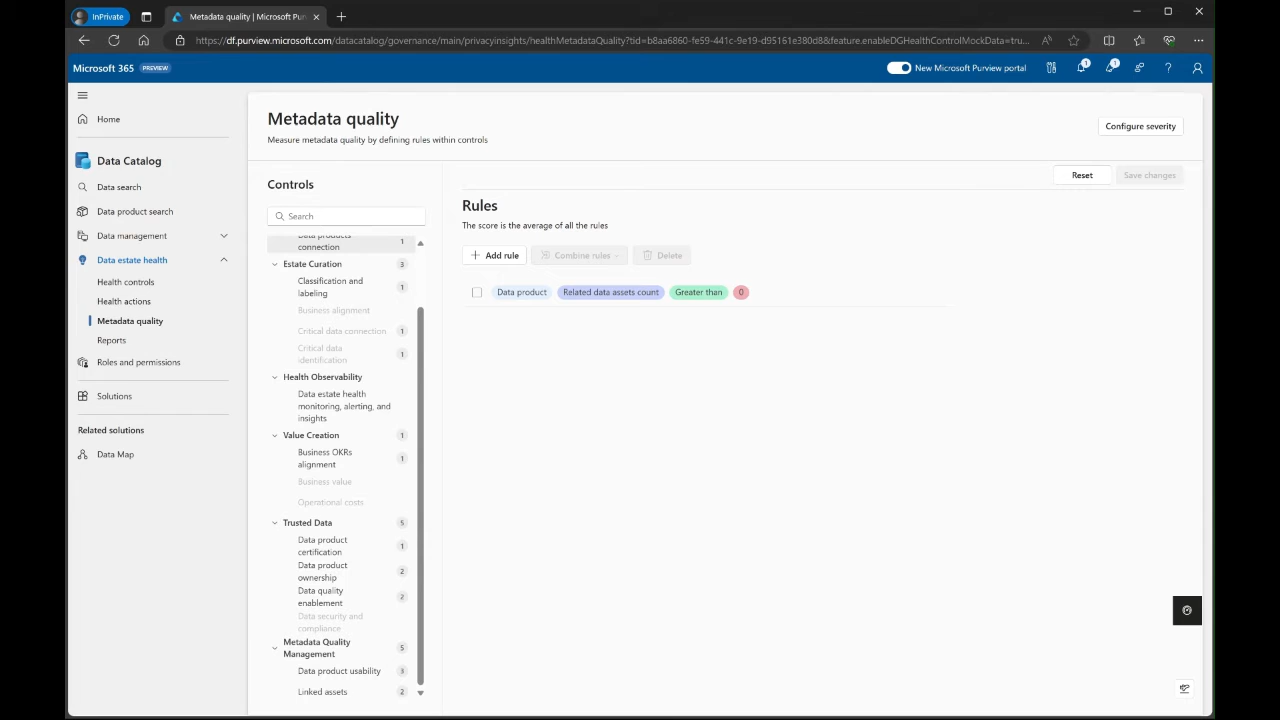 InPrivate
Metadata quality | Microsoft Pur
https://df.purview.microsoft.com/datacatalog/governance/main/privacyinsights/healthMetadataQuality?tid=b8aa6860-fe59-441c-9e19-d95161e380d8&feature.enableDGHealthControlMockData=tru...
Microsoft 365 PREVIEW
New Microsoft Purview portal
1
1
Home
Data Catalog
Data search
Data product search
Data management
Data estate health
Health controls
Health actions
Metadata quality
Reports
Roles and permissions
Solutions
Related solutions
Data Map
Metadata quality
Measure metadata quality by defining rules within controls
Configure severity
Controls
Search
Data products
connection 1
Estate Curation 3
Classification and
labeling 1
Business alignment
Critical data connection 1
Critical data
identification 1
Health Observability
Data estate health
monitoring, alerting, and
insights
Value Creation 1
Business OKRs
alignment 1
Business value
Operational costs
Trusted Data 5
Data product
certification 1
Data product
ownership 2
Data quality
enablement 2
Data security and
compliance
Metadata Quality
Management 5
Data product usability 3
Linked assets 2
Reset
Save changes
Rules
The score is the average of all the rules
Add rule
Combine rules
Delete
Data product Related data assets count Greater than 0